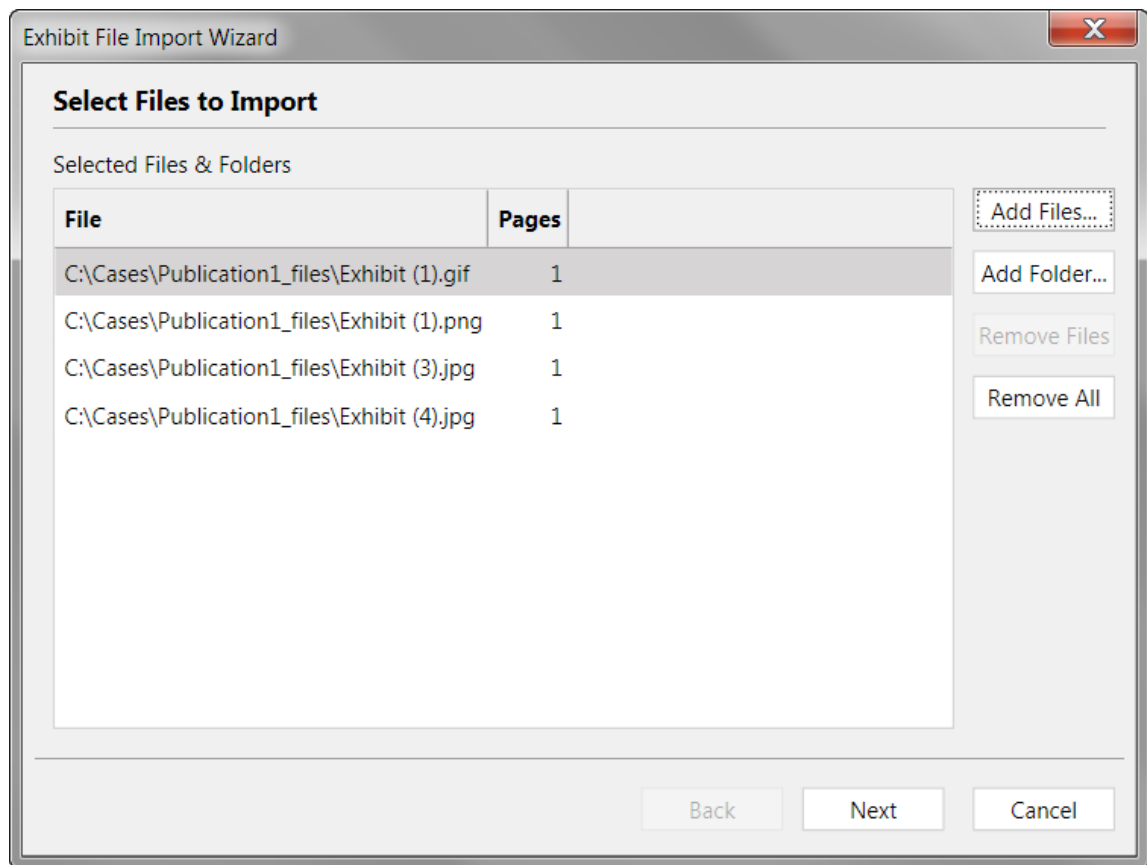 Exhibit File Import Wizard
X
Select Files to Import
Selected Files & Folders
File Pages
Add Files...
C:\Cases\Publication1_files\Exhibit (1).gif 1
Add Folder...
C:\Cases\Publication1_files\Exhibit (1).png 1
Remove Files
C:\Cases\Publication1_files\Exhibit (3).jpg 1
Remove All
C:\Cases\Publication1_files\Exhibit (4).jpg 1
Back Next Cancel